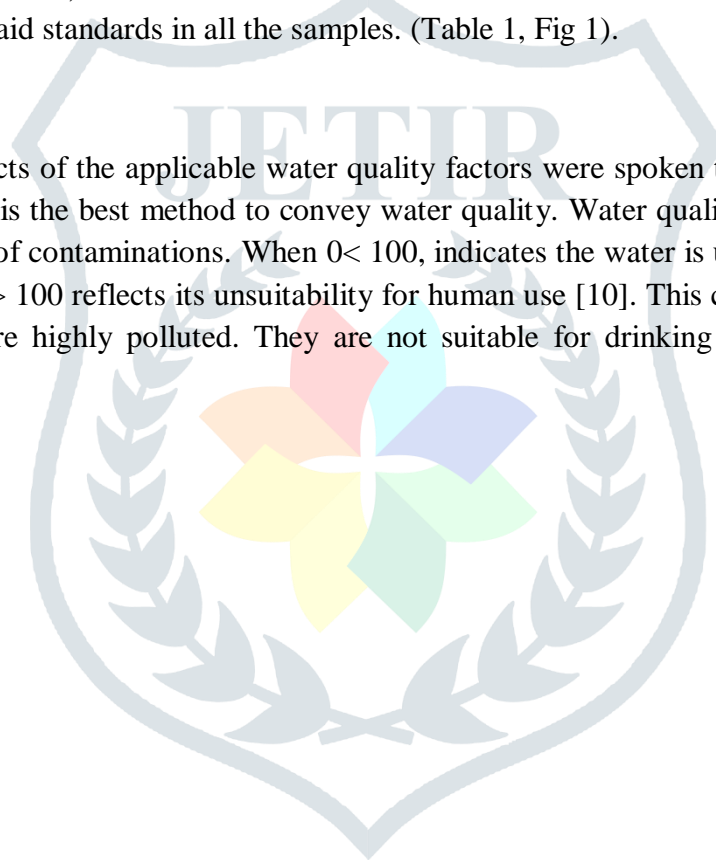 aid standards in all the samples. (Table 1, Fig 1).
JETIR
cts of the applicable water quality factors were spoken
is the best method to convey water quality. Water quali
of contaminations. When 0< 100, indicates the water is
> 100 reflects its unsuitability for human use [10]. This
re highly polluted. They are not suitable for drinking